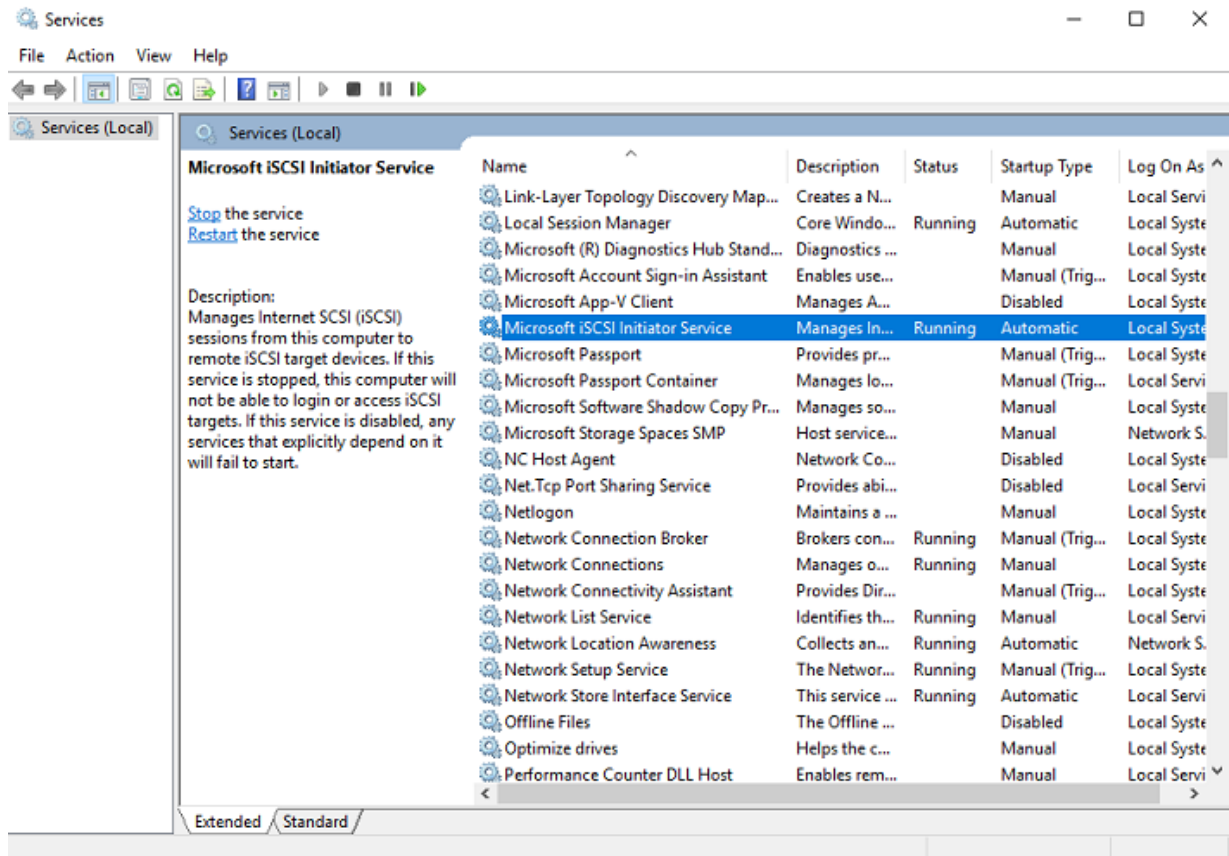 Services
File Action View Help
Services (Local)
Services (Local)
Microsoft iSCSI Initiator Service
Stop the service
Restart the service
Description:
Manages Internet SCSI (iSCSI)
sessions from this computer to
remote iSCSI target devices. If this
service is stopped, this computer will
not be able to login or access iSCSI
targets. If this service is disabled, any
services that explicitly depend on it
will fail to start.
Name Description Status Startup Type Log On As
Link-Layer Topology Discovery Map... Creates a N... Manual Local Servi
Local Session Manager Core Windo... Running Automatic Local Syste
Microsoft (R) Diagnostics Hub Stand... Diagnostics ... Manual Local Syste
Microsoft Account Sign-in Assistant Enables use... Manual (Trig... Local Syste
Microsoft App-V Client Manages A... Disabled Local Syste
Microsoft iSCSI Initiator Service Manages In... Running Automatic Local Syste
Microsoft Passport Provides pr... Manual (Trig... Local Syste
Microsoft Passport Container Manages lo... Manual (Trig... Local Servi
Microsoft Software Shadow Copy Pr... Manages so... Manual Local Syste
Microsoft Storage Spaces SMP Host service... Manual Network S.
NC Host Agent Network Co... Disabled Local Syste
Net.Tcp Port Sharing Service Provides abi... Disabled Local Servi
Netlogon Maintains a ... Manual Local Syste
Network Connection Broker Brokers con... Running Manual (Trig... Local Syste
Network Connections Manages o... Running Manual Local Syste
Network Connectivity Assistant Provides Dir... Manual (Trig... Local Syste
Network List Service Identifies th... Running Manual Local Servi
Network Location Awareness Collects an... Running Automatic Network S.
Network Setup Service The Networ... Running Manual (Trig... Local Syste
Network Store Interface Service This service ... Running Automatic Local Servi
Offline Files The Offline ... Disabled Local Syste
Optimize drives Helps the c... Manual Local Syste
Performance Counter DLL Host Enables rem... Manual Local Servi
Extended Standard